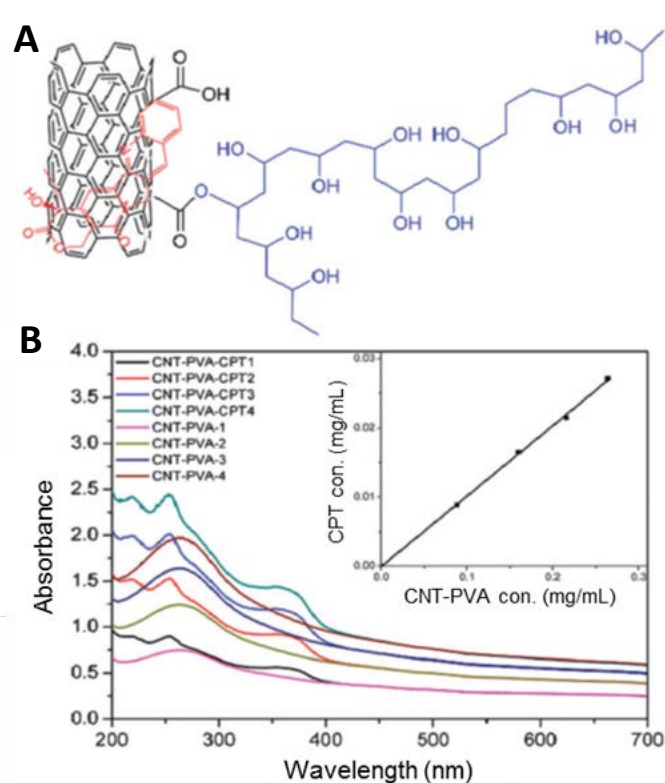 A
HO
OH
O
OH
HO
OH
HO
OH
OH
O
HO
OH
OH
OH
O
O
O
O
OH
OH
B
4.0
3.5
3.0
2.5
2.0
1.5
1.0
0.5
0.0
Absorbance
CNT-PVA-CPT1
CNT-PVA-CPT2
CNT-PVA-CPT3
CNT-PVA-CPT4
CNT-PVA-1
CNT-PVA-2
CNT-PVA-3
CNT-PVA-4
0.03
0.02
0.01
0.00
CPT con. (mg/mL)
0.0 0.1 0.2 0.3
CNT-PVA con. (mg/mL)
200 300 400 500 600 700
Wavelength (nm)